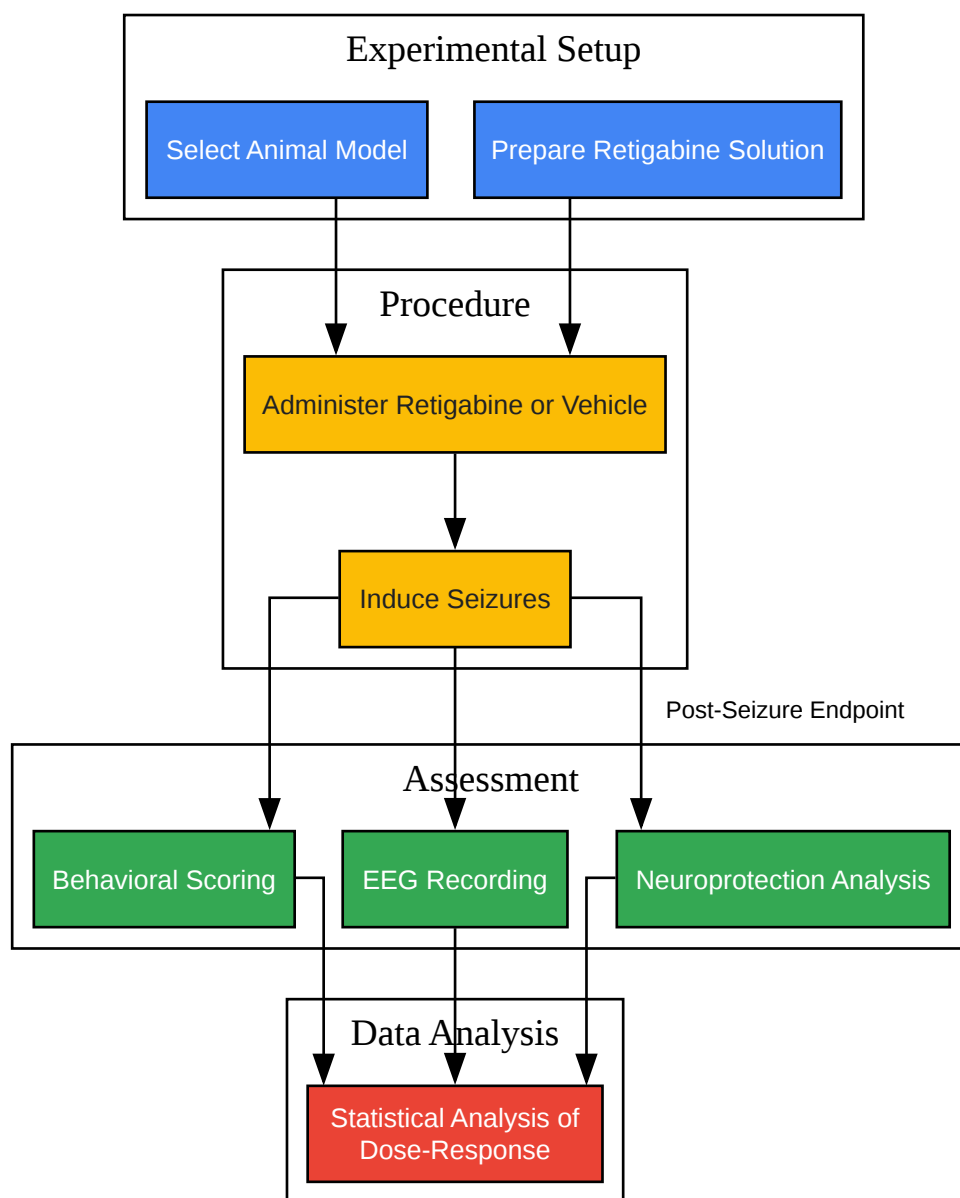 Experimental Setup
Select Animal Model
Prepare Retigabine Solution
Procedure
Administer Retigabine or Vehicle
Induce Seizures
Post-Seizure Endpoint
Assessment
Behavioral Scoring
EEG Recording
Neuroprotection Analysis
Data Analysis
Statistical Analysis of
Dose-Response